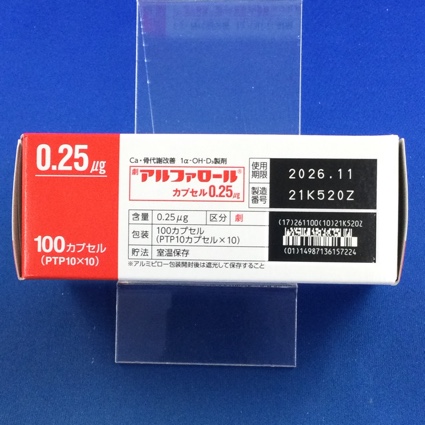 0.25μg
100カプセル
(PTP10×10)
Ca・骨代謝改善 1α-OH-D₃製剤
劇 アルファロール®
カプセル0.25μg
含量 0.25μg 区分 劇
包装 100カプセル
(PTP10カプセル×10)
貯法 室温保存
※アルミピロー包装開封後は遮光して保存すること
使用
期限 2026.11
製造
番号 21K520Z
(17)261100(10)21K520Z
(01)14987136157224